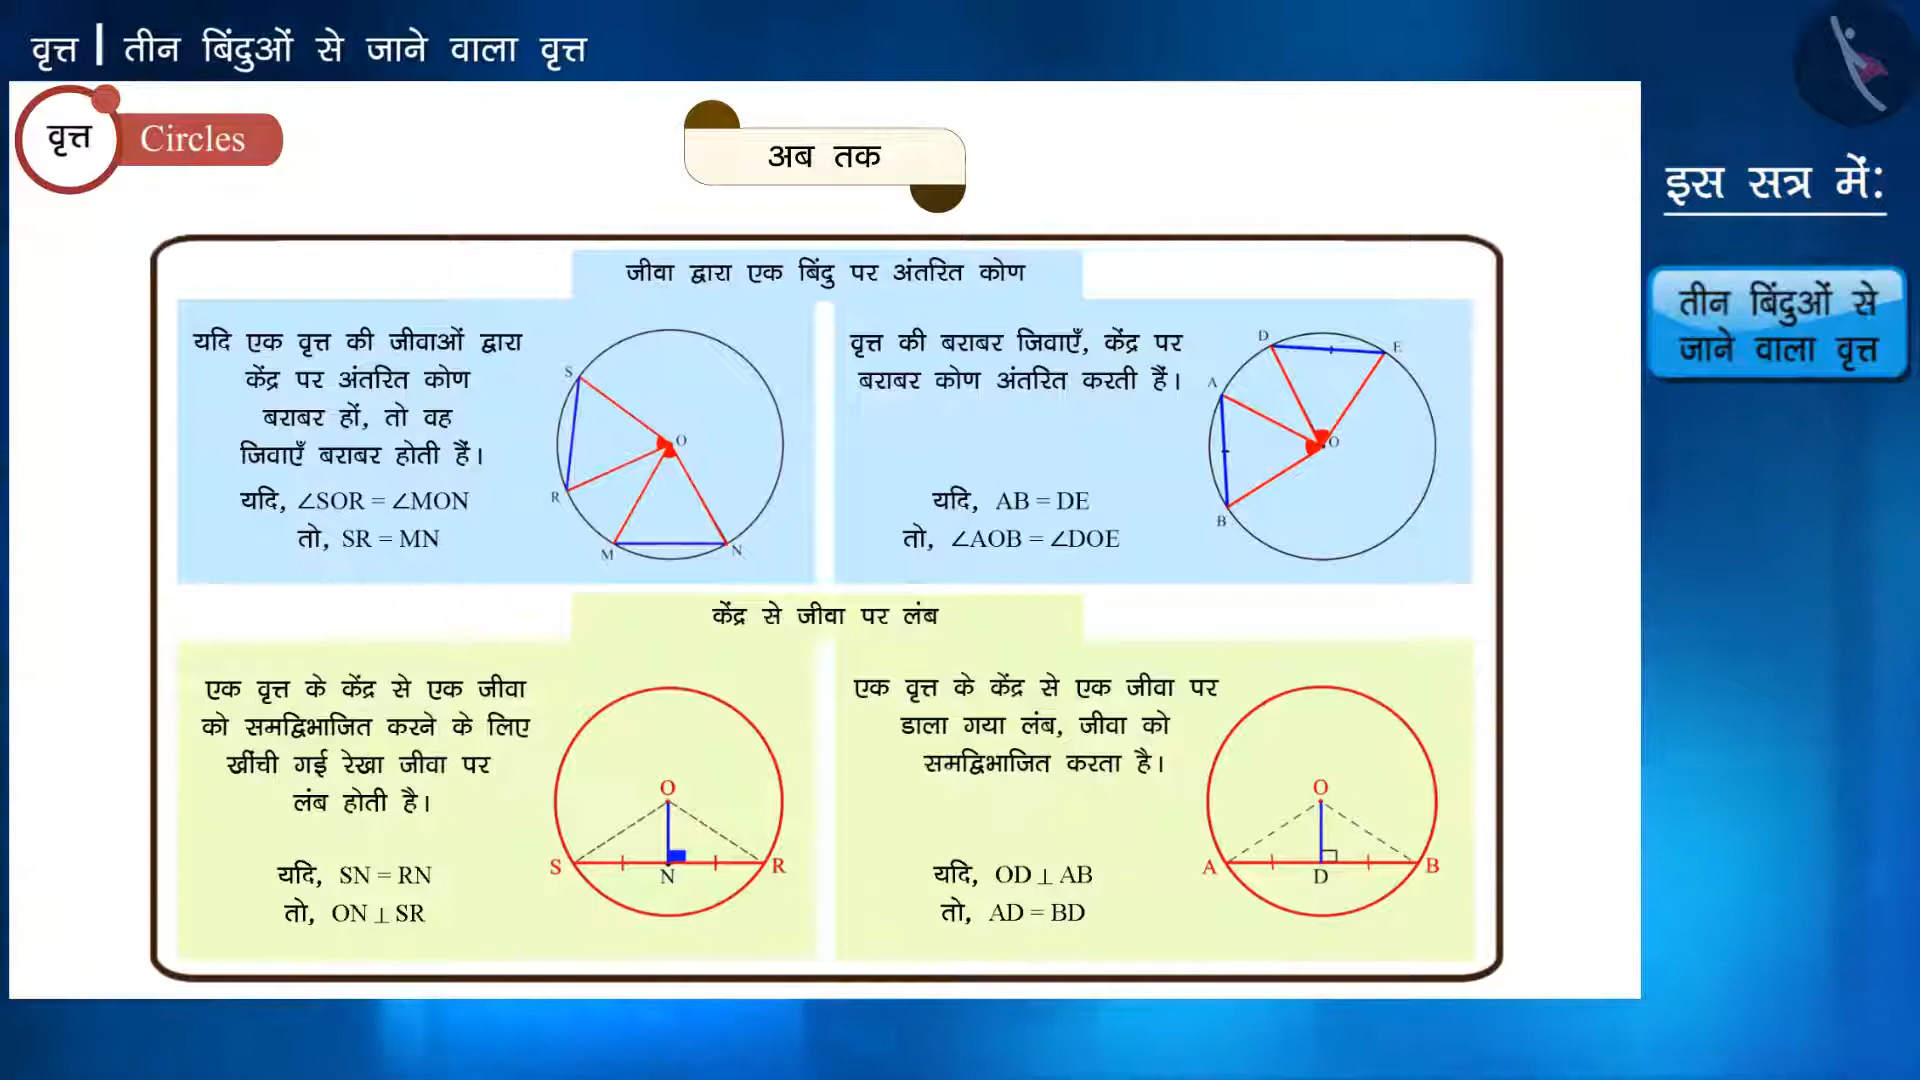 वृत्त | तीन बिंदुओं से जाने वाला वृत्त
वृत्त Circles
अब तक
इस सत्र में:
तीन बिंदुओं से
जाने वाला वृत्त
जीवा द्वारा एक बिंदु पर अंतरित कोण
यदि एक वृत्त की जीवाओं द्वारा
केंद्र पर अंतरित कोण
बराबर हों, तो वह
जिवाएँ बराबर होती हैं।
यदि, ∠SOR = ∠MON
तो, SR = MN
S
O
R
M
N
वृत्त की बराबर जिवाएँ, केंद्र पर
बराबर कोण अंतरित करती हैं।
यदि, AB = DE
तो, ∠AOB = ∠DOE
D
E
A
O
B
केंद्र से जीवा पर लंब
एक वृत्त के केंद्र से एक जीवा
को समद्विभाजित करने के लिए
खींची गई रेखा जीवा पर
लंब होती है।
यदि, SN = RN
तो, ON ⊥ SR
O
S
N
R
एक वृत्त के केंद्र से एक जीवा पर
डाला गया लंब, जीवा को
समद्विभाजित करता है।
यदि, OD ⊥ AB
तो, AD = BD
O
A
D
B